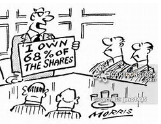 I OWN
68% OF
THE SHARES
MORRIS